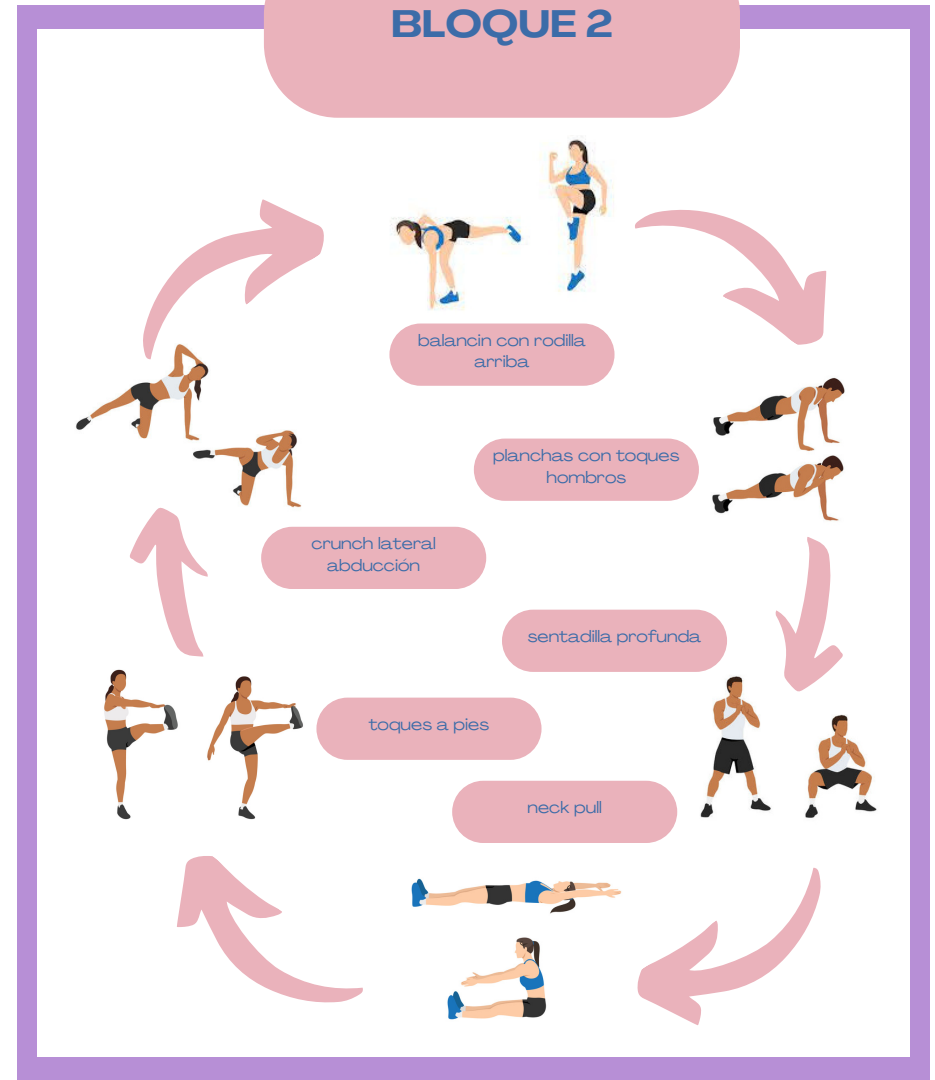 BLOQUE 2
balancin con rodilla
arriba
planchas con toques
hombros
crunch lateral
abducción
sentadilla profunda
toques a pies
neck pull